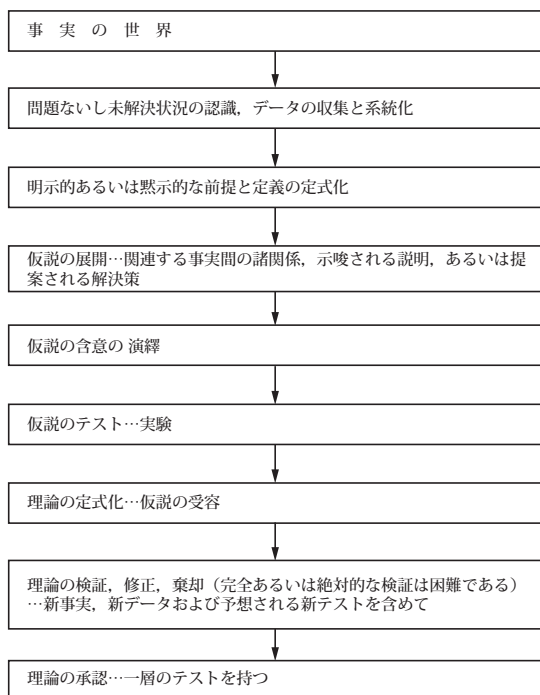 事　実　の　世　界
問題ないし未解決状況の認識，データの収集と系統化
明示的あるいは黙示的な前提と定義の定式化
仮説の展開…関連する事実間の諸関係，示唆される説明，あるいは提
案される解決策
仮説の含意の 演繹
仮説のテスト…実験
理論の定式化…仮説の受容
理論の検証，修正，棄却（完全あるいは絶対的な検証は困難である）
…新事実，新データおよび予想される新テストを含めて
理論の承認…一層のテストを持つ